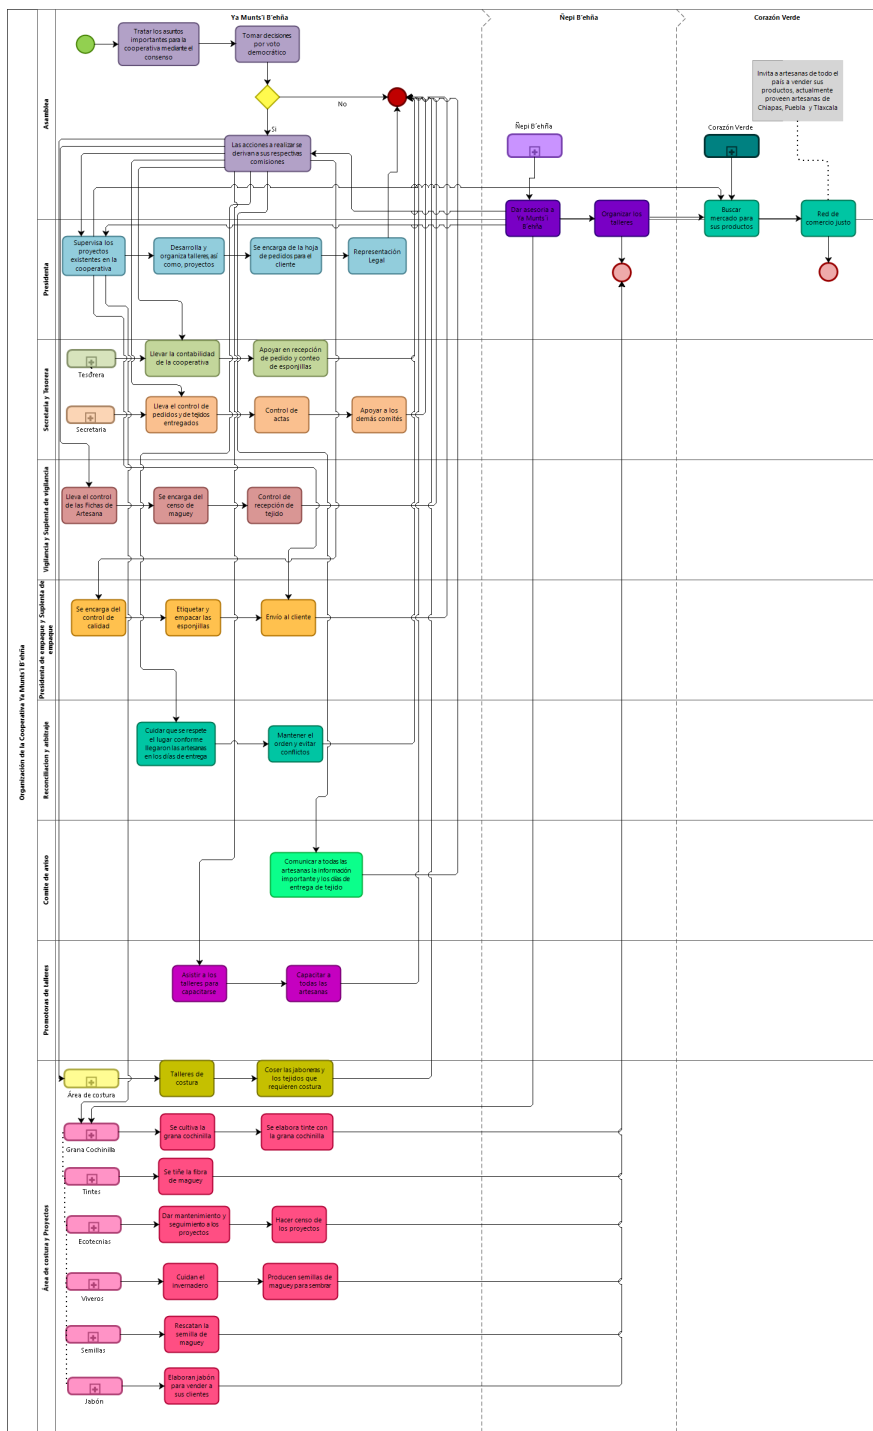 Ya Munts'i B'ehña
Ñepi B'ehña
Corazón Verde
Organización de la Cooperativa Ya Munts'i B'ehña
Asamblea
Tratar los asuntos
importantes para la
cooperativa mediante el
consenso
Tomar decisiones
por voto
democrático
No
Si
Las acciones a realizar se
derivan a sus respectivas
comisiones
Invita a artesanas de todo el
país a vender sus
productos, actualmente
proveen artesanas de
Chiapas, Puebla y Tlaxcala
Ñepi B'ehña
Corazón Verde
Dar asesoría a
Ya Munts'i
B'ehña
Organizar los
talleres
Buscar
mercado para
sus productos
Red de
comercio justo
Presidenta
Supervisa los
proyectos
existentes en la
cooperativa
Desarrolla y
organiza talleres, así
como, proyectos
Se encarga de la hoja
de pedidos para el
cliente
Representación
Legal
Secretaria y Tesorera
Tesorera
Llevar la contabilidad
de la cooperativa
Apoyar en recepción
de pedido y conteo de
esponjillas
Secretaria
Lleva el control de
pedidos y de tejidos
entregados
Control de
actas
Apoyar a los
demás comités
Vigilancia y Suplenta de vigilancia
Lleva el control
de las Fichas de
Artesana
Se encarga del
censo de
maguey
Control de
recepción de
tejido
Presidenta de empaque y Suplenta de
empaque
Se encarga del
control de
calidad
Etiquetar y
empacar las
esponjillas
Envío al cliente
Reconciliacion y arbitraje
Cuidar que se respete
el lugar conforme
llegaron las artesanas
en los días de entrega
Mantener el
orden y evitar
conflictos
Comite de aviso
Comunicar a todas las
artesanas la información
importante y los días de
entrega de tejido
Promotoras de talleres
Asistir a los
talleres para
capacitarse
Capacitar a
todas las
artesanas
Área de costura y Proyectos
Área de costura
Talleres de
costura
Coser las jaboneras y
los tejidos que
requieren costura
Grana Cochinilla
Se cultiva la
grana cochinilla
Se elabora tinte con
la grana cochinilla
Tintes
Se tiñe la fibra
de maguey
Ecotecnias
Dar mantenimiento y
seguimiento a los
proyectos
Hacer censo de
los proyectos
Viveros
Cuidan el
invernadero
Producen semillas de
maguey para sembrar
Semillas
Rescatan la
semilla de
maguey
Jabón
Elaboran jabón
para vender a
sus clientes